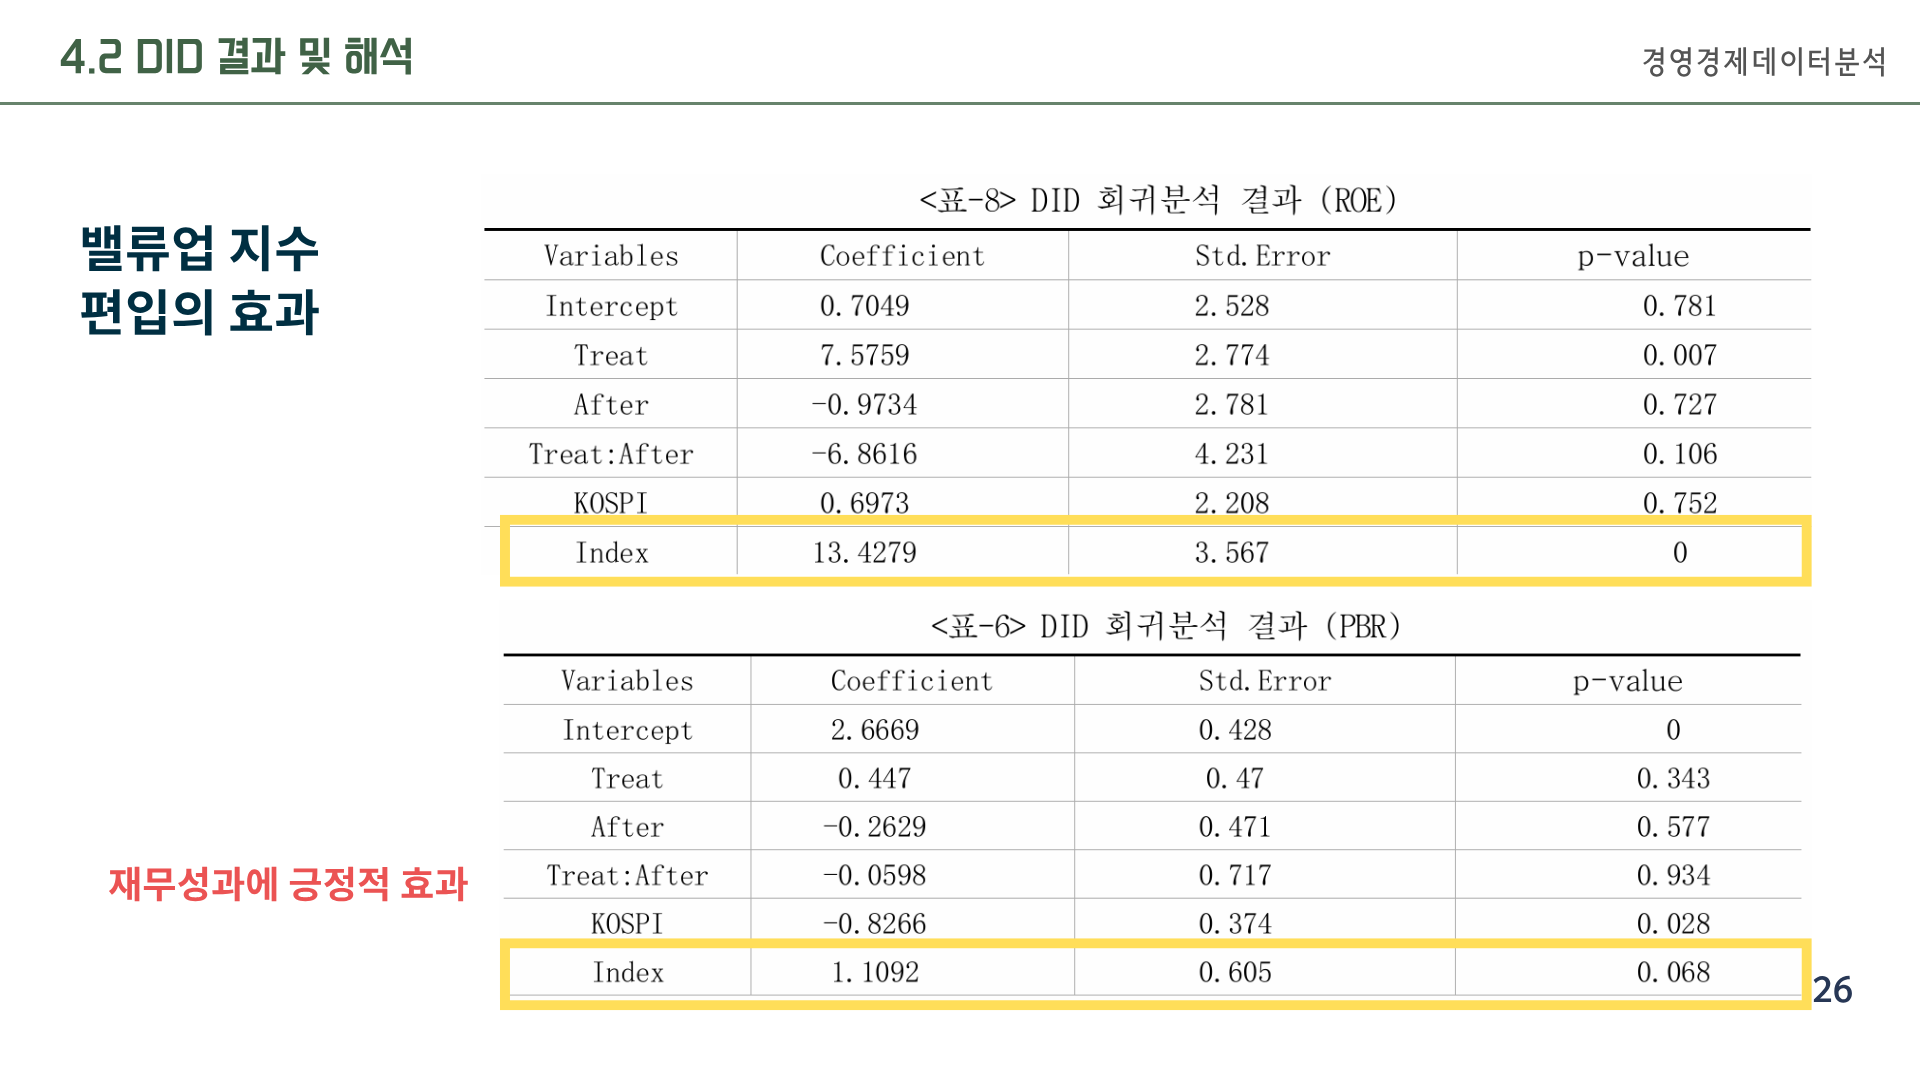 4.2 DID 결과 및 해석
경영경제데이터분석
밸류업 지수
편입의 효과
<표-8> DID 회귀분석 결과 (ROE)
Variables Coefficient Std.Error p-value
Intercept 0.7049 2.528 0.781
Treat 7.5759 2.774 0.007
After -0.9734 2.781 0.727
Treat:After -6.8616 4.231 0.106
KOSPI 0.6973 2.208 0.752
Index 13.4279 3.567 0
<표-6> DID 회귀분석 결과 (PBR)
Variables Coefficient Std.Error p-value
Intercept 2.6669 0.428 0
Treat 0.447 0.47 0.343
After -0.2629 0.471 0.577
Treat:After -0.0598 0.717 0.934
KOSPI -0.8266 0.374 0.028
Index 1.1092 0.605 0.068
재무성과에 긍정적 효과
26